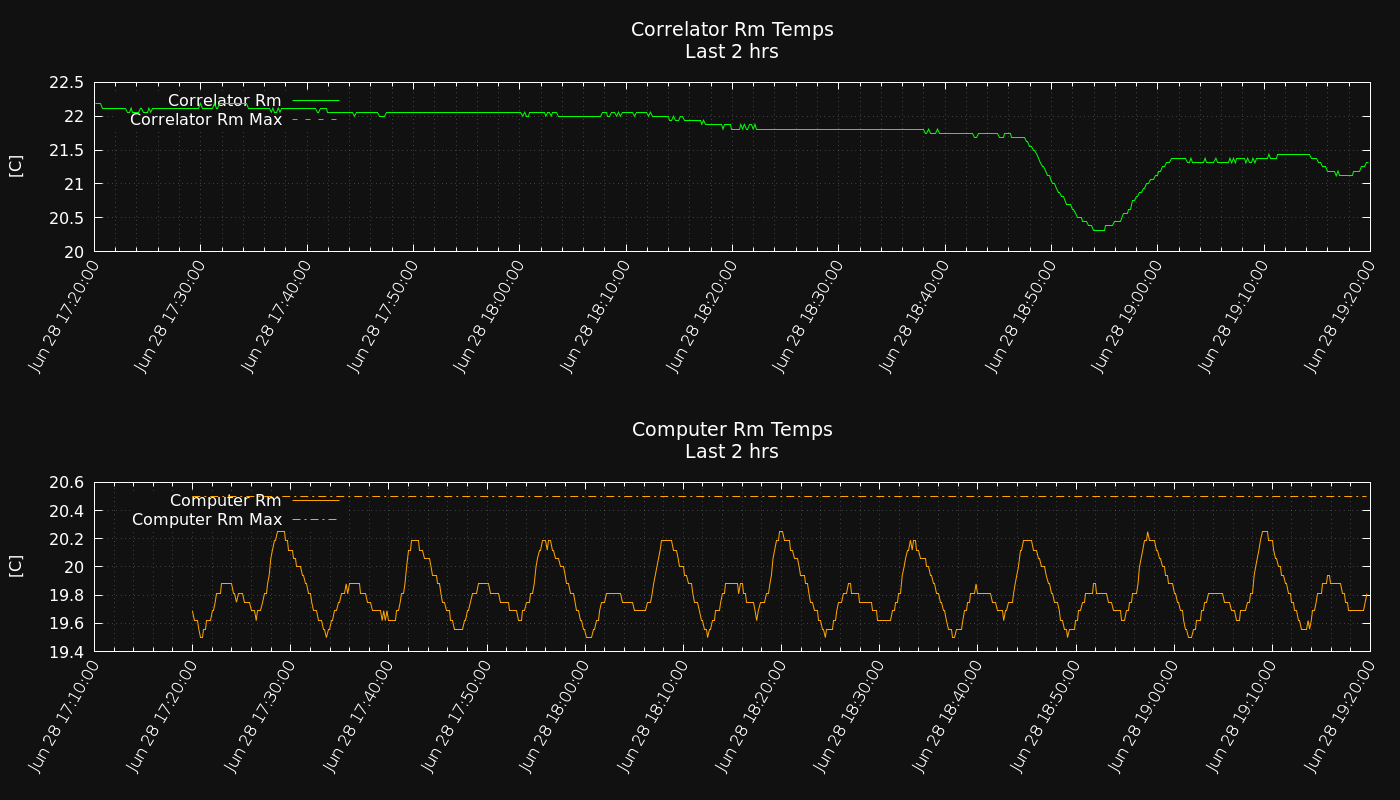 Correlator Rm Temps
Last 2 hrs
Correlator Rm
Correlator Rm Max
[C]
22.5
22
21.5
21
20.5
20
Jun 28 17:20:00
Jun 28 17:30:00
Jun 28 17:40:00
Jun 28 17:50:00
Jun 28 18:00:00
Jun 28 18:10:00
Jun 28 18:20:00
Jun 28 18:30:00
Jun 28 18:40:00
Jun 28 18:50:00
Jun 28 19:00:00
Jun 28 19:10:00
Jun 28 19:20:00
Computer Rm Temps
Last 2 hrs
Computer Rm
Computer Rm Max
[C]
20.6
20.4
20.2
20
19.8
19.6
19.4
Jun 28 17:10:00
Jun 28 17:20:00
Jun 28 17:30:00
Jun 28 17:40:00
Jun 28 17:50:00
Jun 28 18:00:00
Jun 28 18:10:00
Jun 28 18:20:00
Jun 28 18:30:00
Jun 28 18:40:00
Jun 28 18:50:00
Jun 28 19:00:00
Jun 28 19:10:00
Jun 28 19:20:00